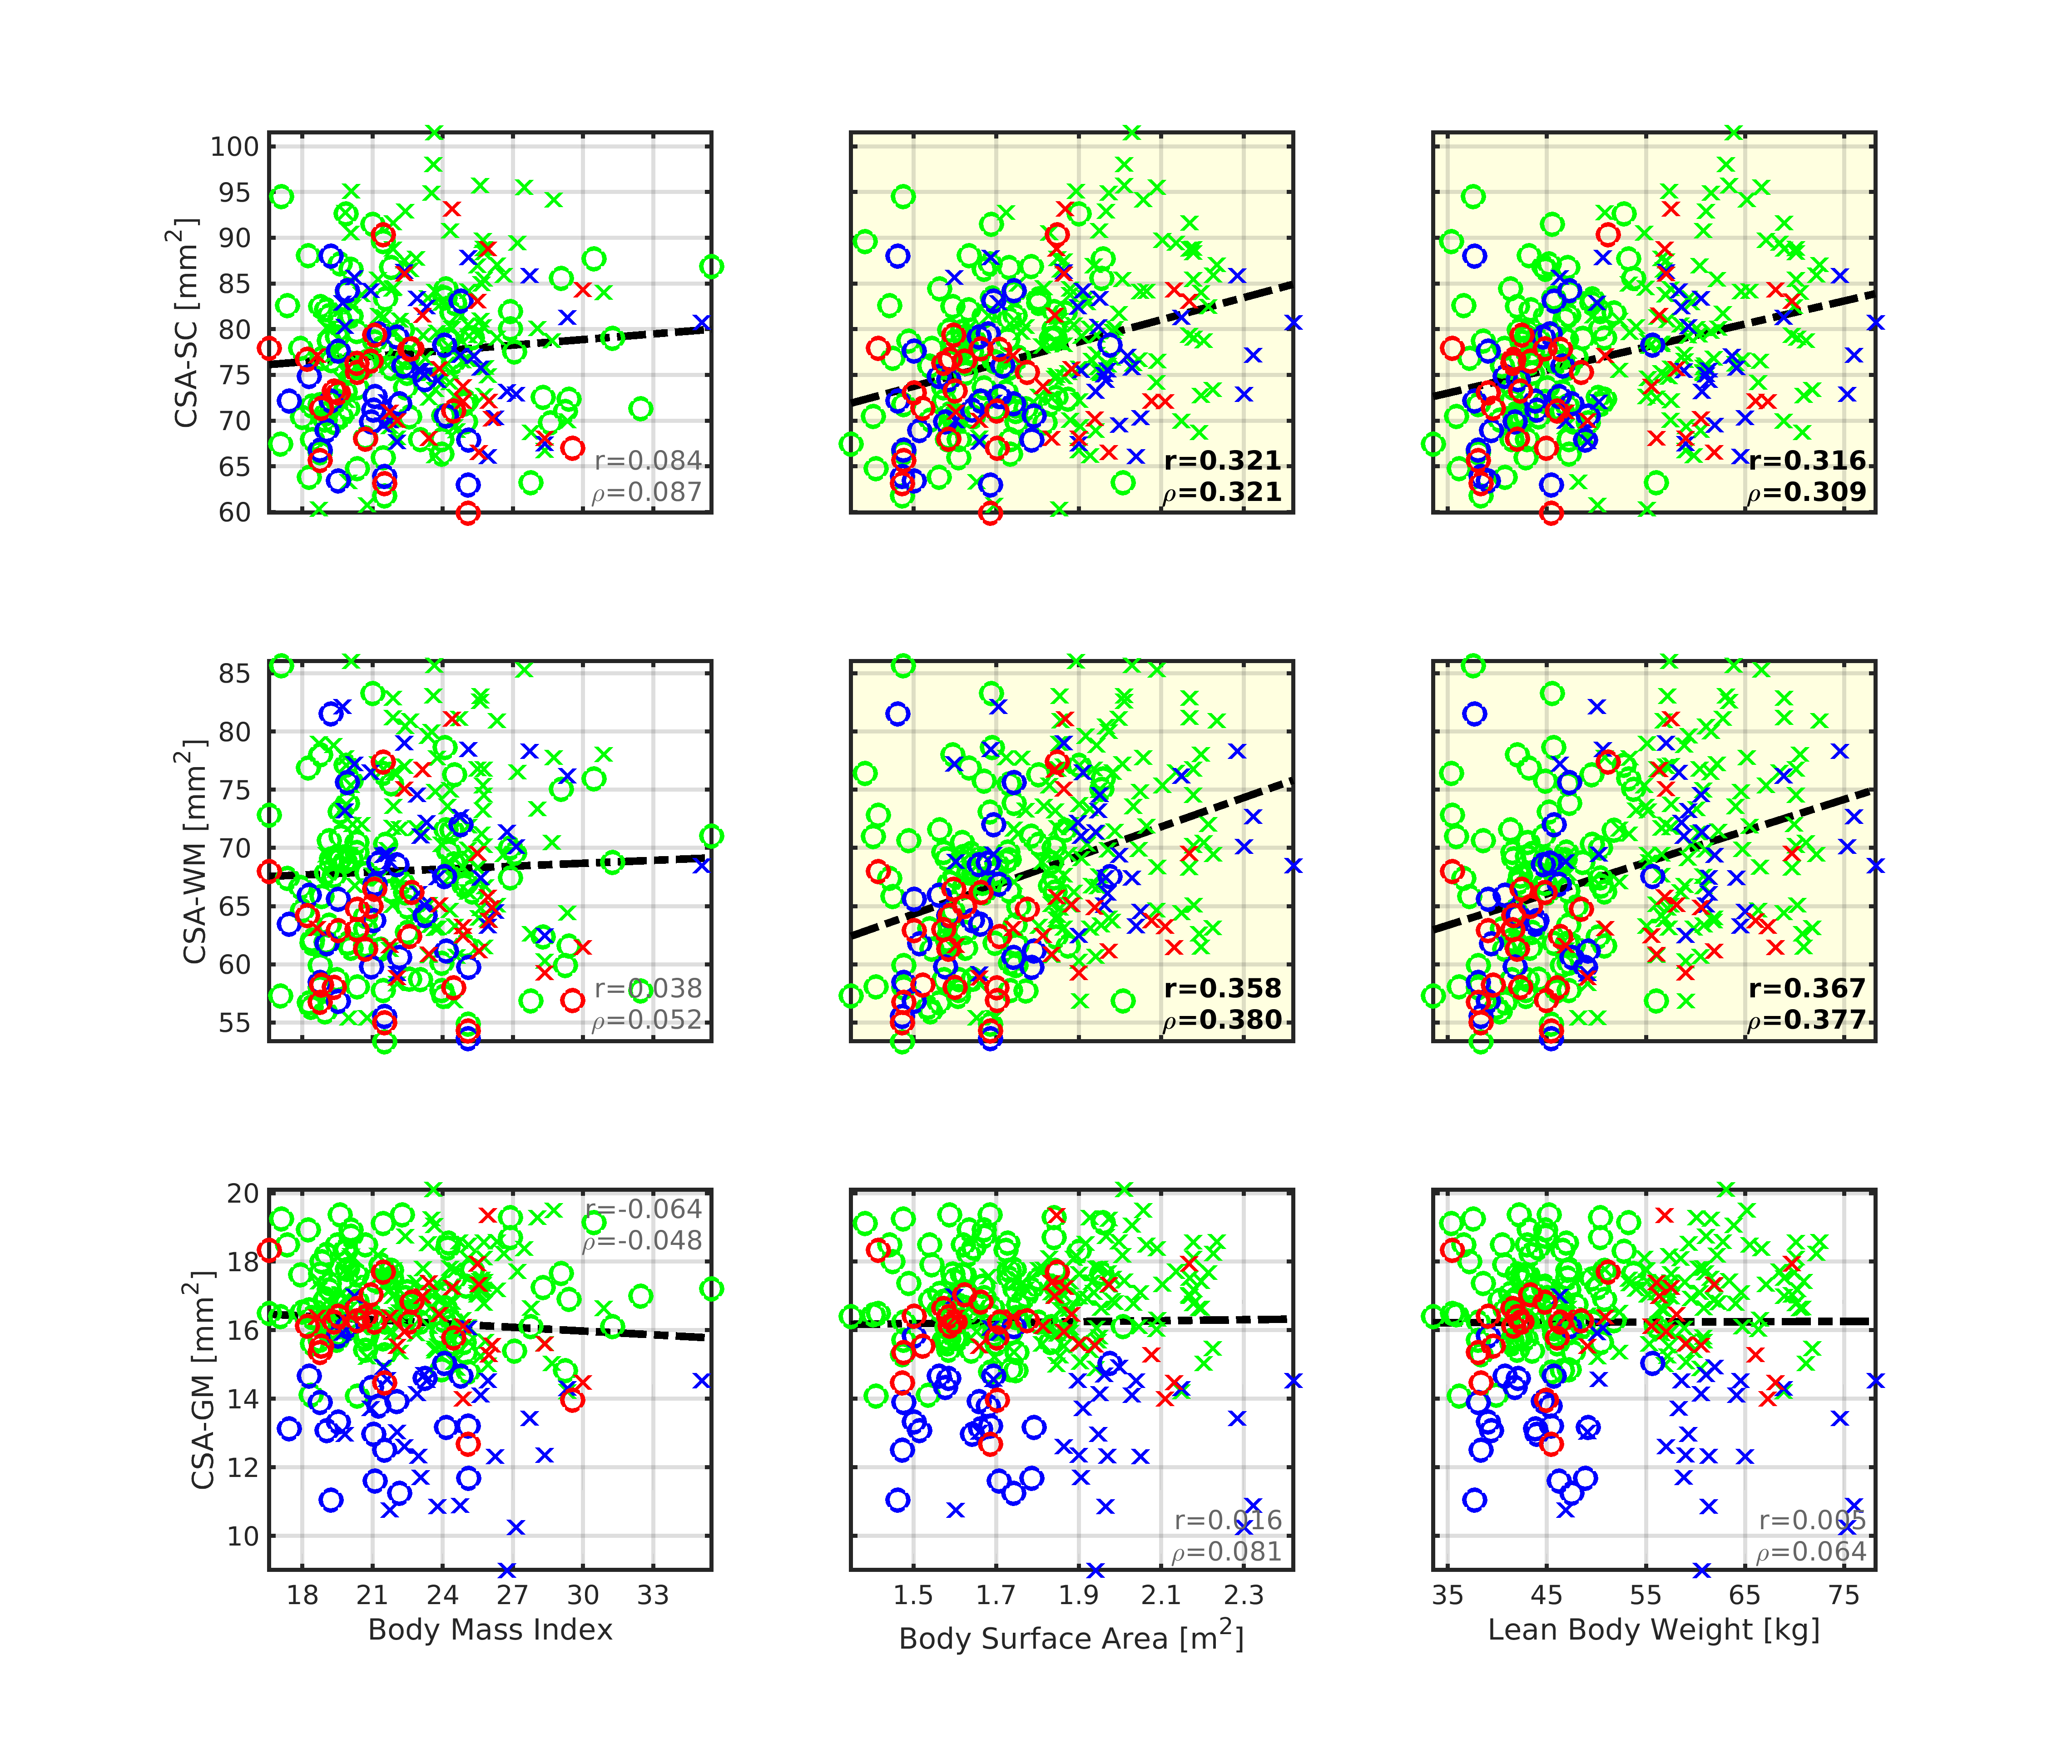 CSA-SC [mm2]
100
95
90
85
80
75
70
65
60
r=0.084
ρ=0.087
r=0.321
ρ=0.321
r=0.316
ρ=0.309
CSA-WM [mm2]
85
80
75
70
65
60
55
r=0.038
ρ=0.052
r=0.358
ρ=0.380
r=0.367
ρ=0.377
CSA-GM [mm2]
20
18
16
14
12
10
r=-0.064
ρ=-0.048
r=0.016
ρ=0.081
r=0.005
ρ=0.064
18 21 24 27 30 33
1.5 1.7 1.9 2.1 2.3
35 45 55 65 75
Body Mass Index
Body Surface Area [m2]
Lean Body Weight [kg]